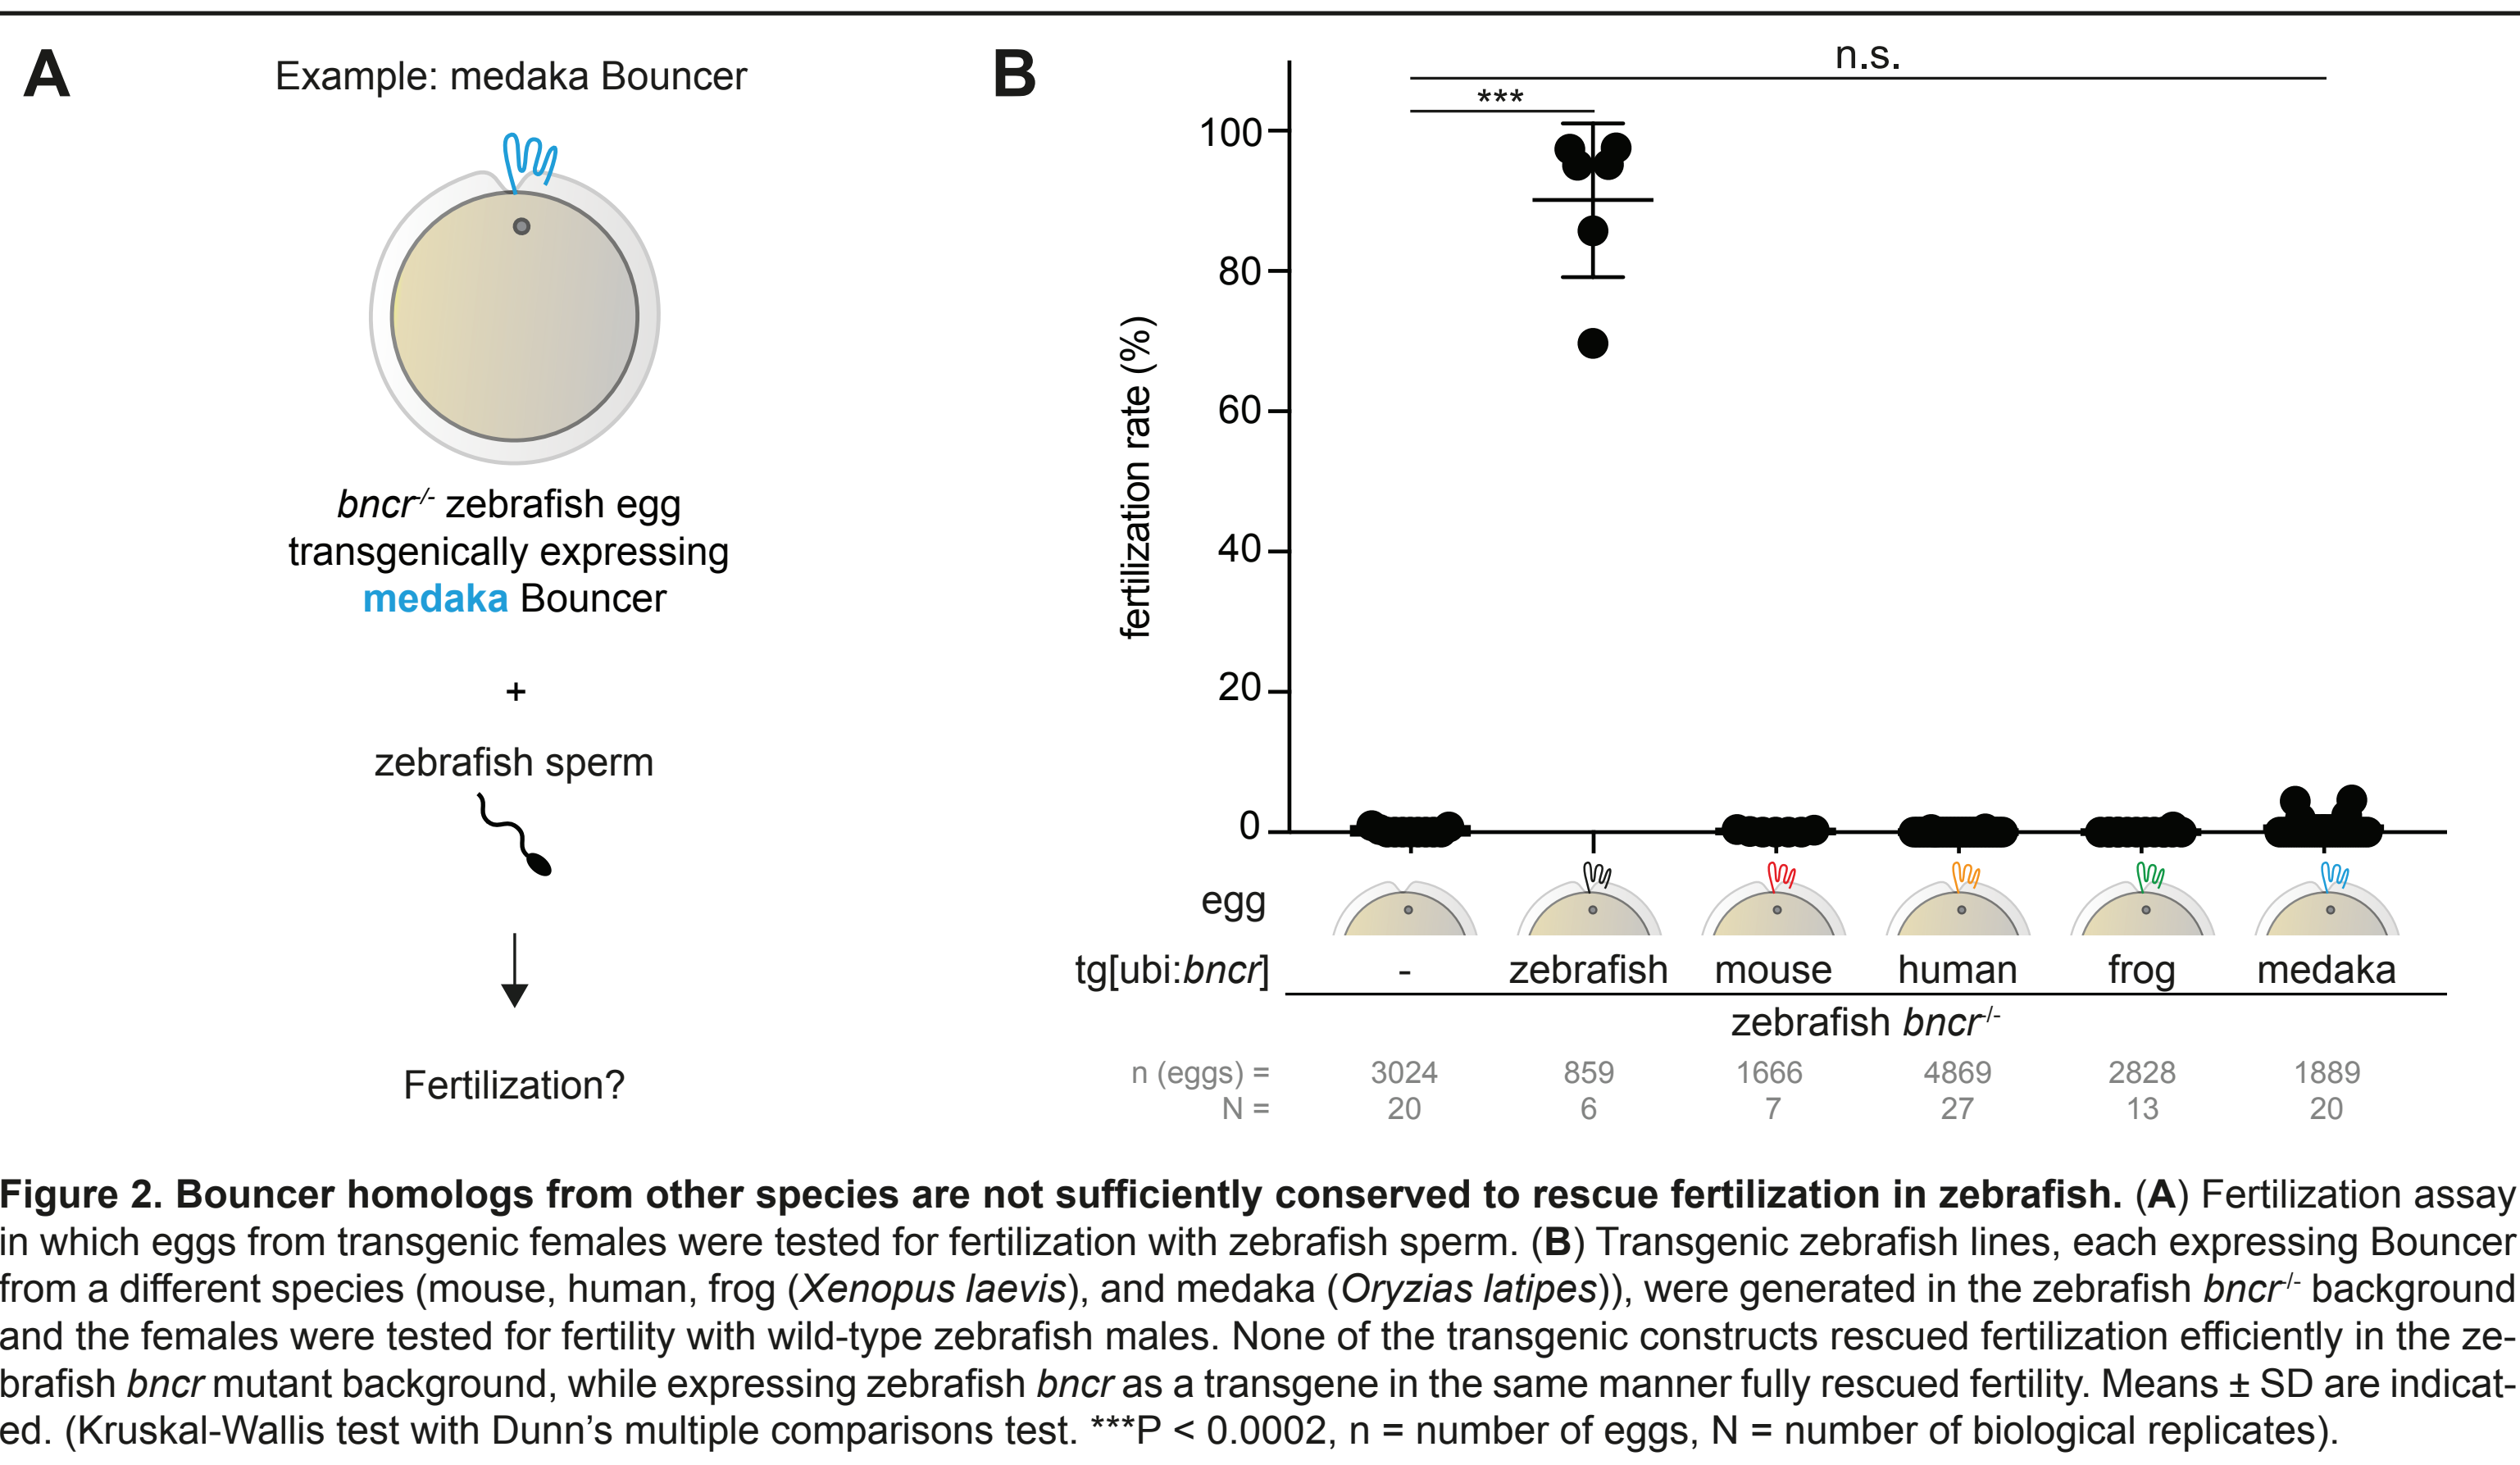 A
Example: medaka Bouncer
bncr-/- zebrafish egg
transgenically expressing
medaka Bouncer
+
zebrafish sperm
Fertilization?
B
n.s.
***
100
80
60
40
20
0
fertilization rate (%)
egg
tg[ubi:bncr] - zebrafish mouse human frog medaka
zebrafish bncr-/-
n (eggs) = 3024 859 1666 4869 2828 1889
N = 20 6 7 27 13 20
Figure 2. Bouncer homologs from other species are not sufficiently conserved to rescue fertilization in zebrafish. (A) Fertilization assay
in which eggs from transgenic females were tested for fertilization with zebrafish sperm. (B) Transgenic zebrafish lines, each expressing Bouncer
from a different species (mouse, human, frog (Xenopus laevis), and medaka (Oryzias latipes)), were generated in the zebrafish bncr-/- background
and the females were tested for fertility with wild-type zebrafish males. None of the transgenic constructs rescued fertilization efficiently in the ze-
brafish bncr mutant background, while expressing zebrafish bncr as a transgene in the same manner fully rescued fertility. Means ± SD are indicat-
ed. (Kruskal-Wallis test with Dunn’s multiple comparisons test. ***P < 0.0002, n = number of eggs, N = number of biological replicates).